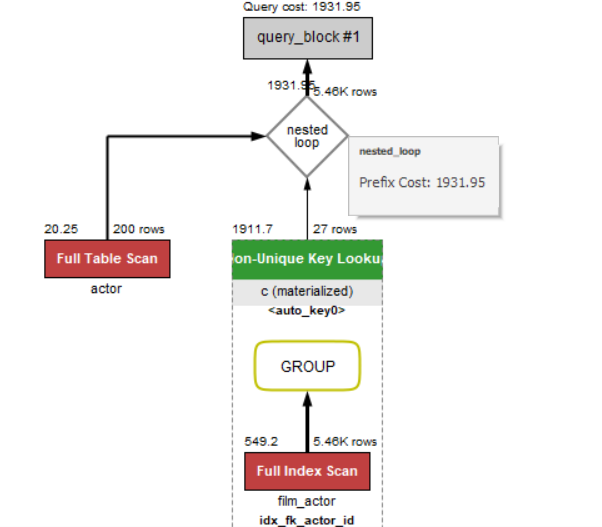 Query cost: 1931.95
query_block #1
1931.95
5.46K rows
nested
loop
nested_loop
Prefix Cost: 1931.95
20.25
200 rows
Full Table Scan
actor
1911.7
27 rows
on-Unique Key Looku
c (materialized)
<auto_key0>
GROUP
549.2
5.46K rows
Full Index Scan
film_actor
idx_fk_actor_id